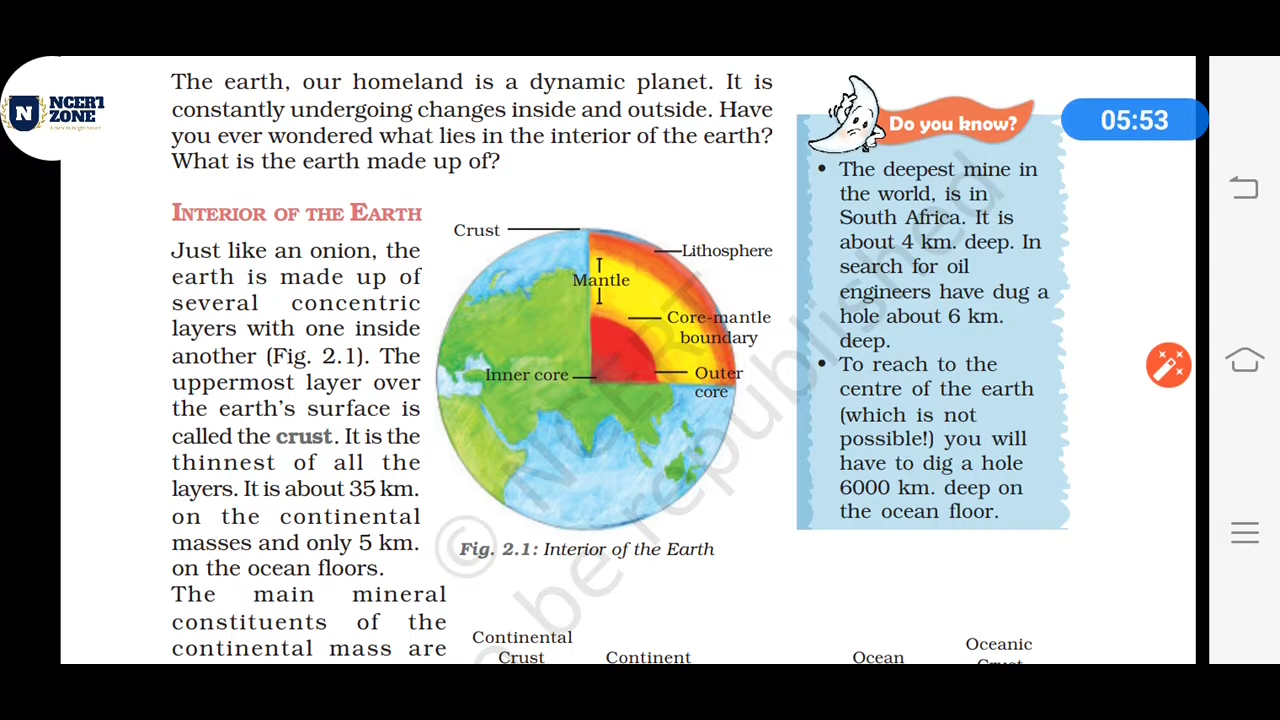 NCERT
ZONE
The earth, our homeland is a dynamic planet. It is
constantly undergoing changes inside and outside. Have
you ever wondered what lies in the interior of the earth?
What is the earth made up of?
INTERIOR OF THE EARTH
Just like an onion, the
earth is made up of
several concentric
layers with one inside
another (Fig. 2.1). The
uppermost layer over
the earth's surface is
called the crust. It is the
thinnest of all the
layers. It is about 35 km.
on the continental
masses and only 5 km.
on the ocean floors.
The main mineral
constituents of the
continental mass are
Crust
Lithosphere
Mantle
Core-mantle
boundary
Inner core
Outer
core
Fig. 2.1: Interior of the Earth
© NCERT
be republished
Continental
Crust
Continent
Ocean
Oceanic
Crust
Do you know?
• The deepest mine in
the world, is in
South Africa. It is
about 4 km. deep. In
search for oil
engineers have dug a
hole about 6 km.
deep.
• To reach to the
centre of the earth
(which is not
possible!) you will
have to dig a hole
6000 km. deep on
the ocean floor.
05:53